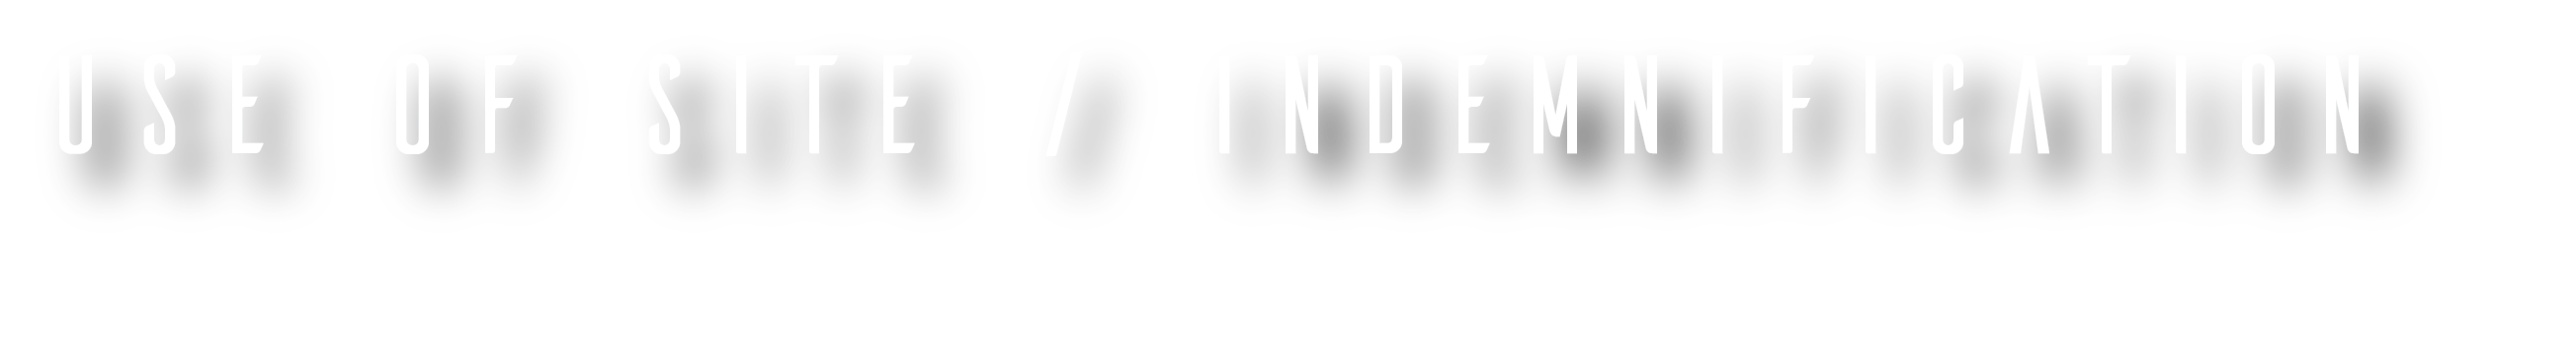 USE OF SITE / INDEMNIFICATION